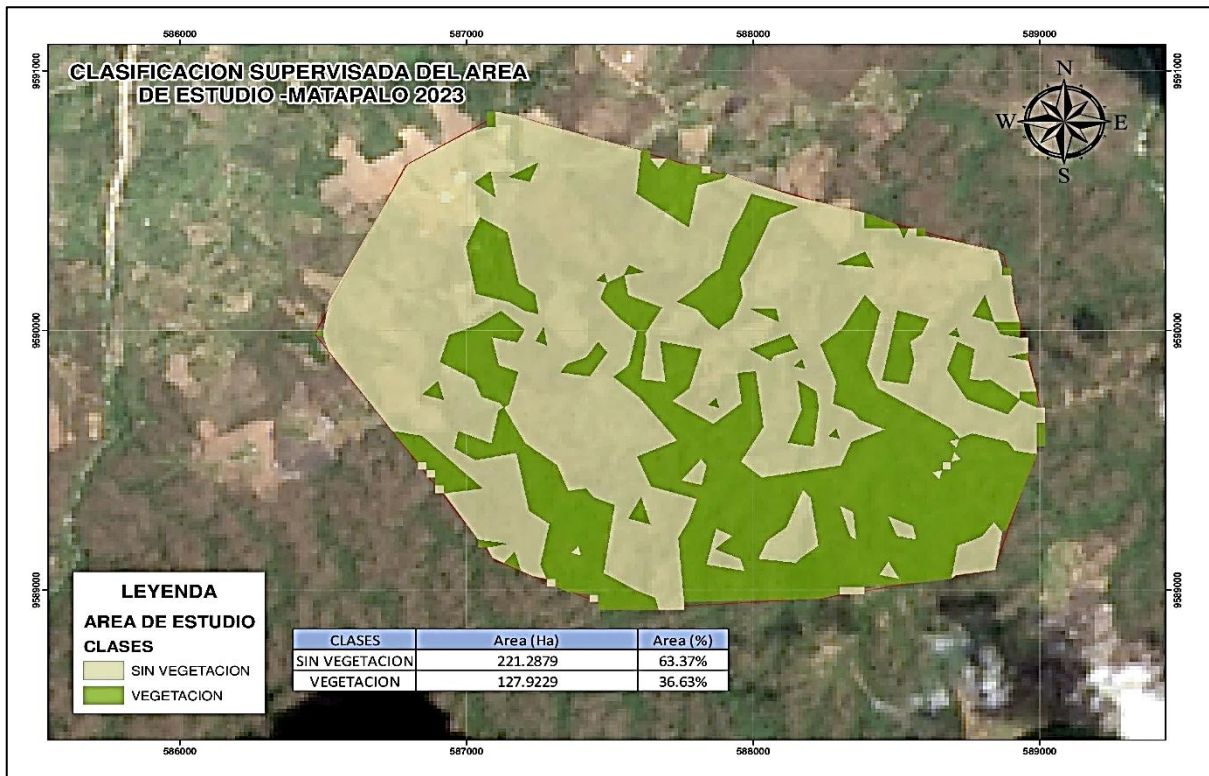 586000 587000 588000 589000
9591000 9591000
CLASIFICACION SUPERVISADA DEL AREA
DE ESTUDIO -MATAPALO 2023
N
W E
S
9590000 9590000
9589000 9589000
LEYENDA
AREA DE ESTUDIO
CLASES
SIN VEGETACION
VEGETACION
CLASES Area (Ha) Area (%)
SIN VEGETACION 221.2879 63.37%
VEGETACION 127.9229 36.63%
586000 587000 588000 589000